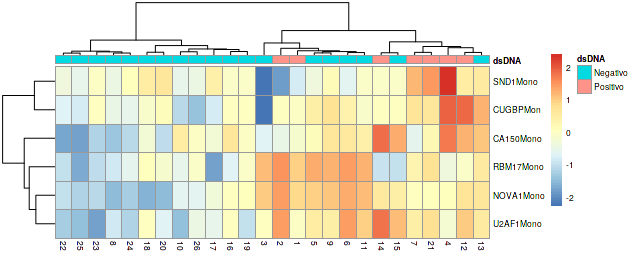 dsDNA
SND1Mono
CUGBPMon
CA150Mono
RBM17Mono
NOVA1Mono
U2AF1Mono
22 25 23 8 24 18 20 10 26 17 16 19 3 2 1 5 9 6 11 14 15 7 21 4 12 13
2
1
0
-1
-2
dsDNA
Negativo
Positivo